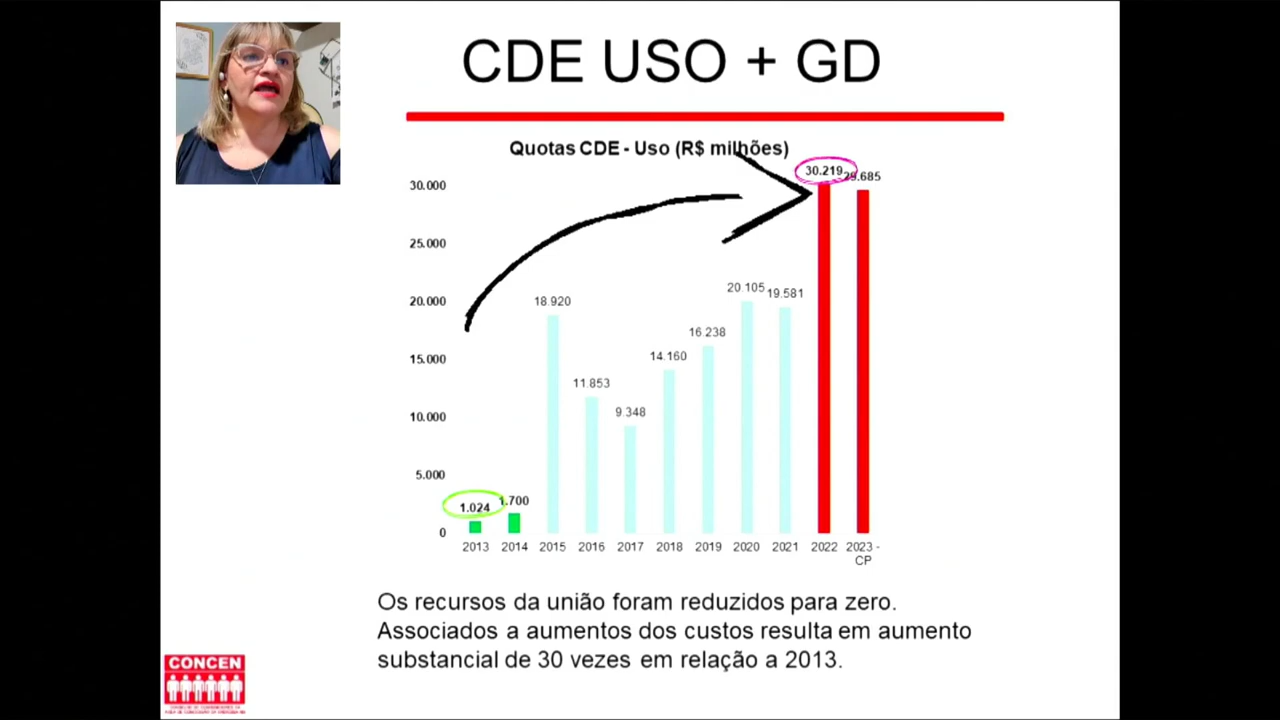 CDE USO + GD
Quotas CDE - Uso (R$ milhões)
30.219
29.685
30.000
25.000
20.000
15.000
10.000
5.000
0
1.024
1.700
18.920
11.853
9.348
14.160
16.238
20.105
19.581
2013 2014 2015 2016 2017 2018 2019 2020 2021 2022 2023 -
CP
Os recursos da união foram reduzidos para zero.
Associados a aumentos dos custos resulta em aumento
substancial de 30 vezes em relação a 2013.
CONCEN